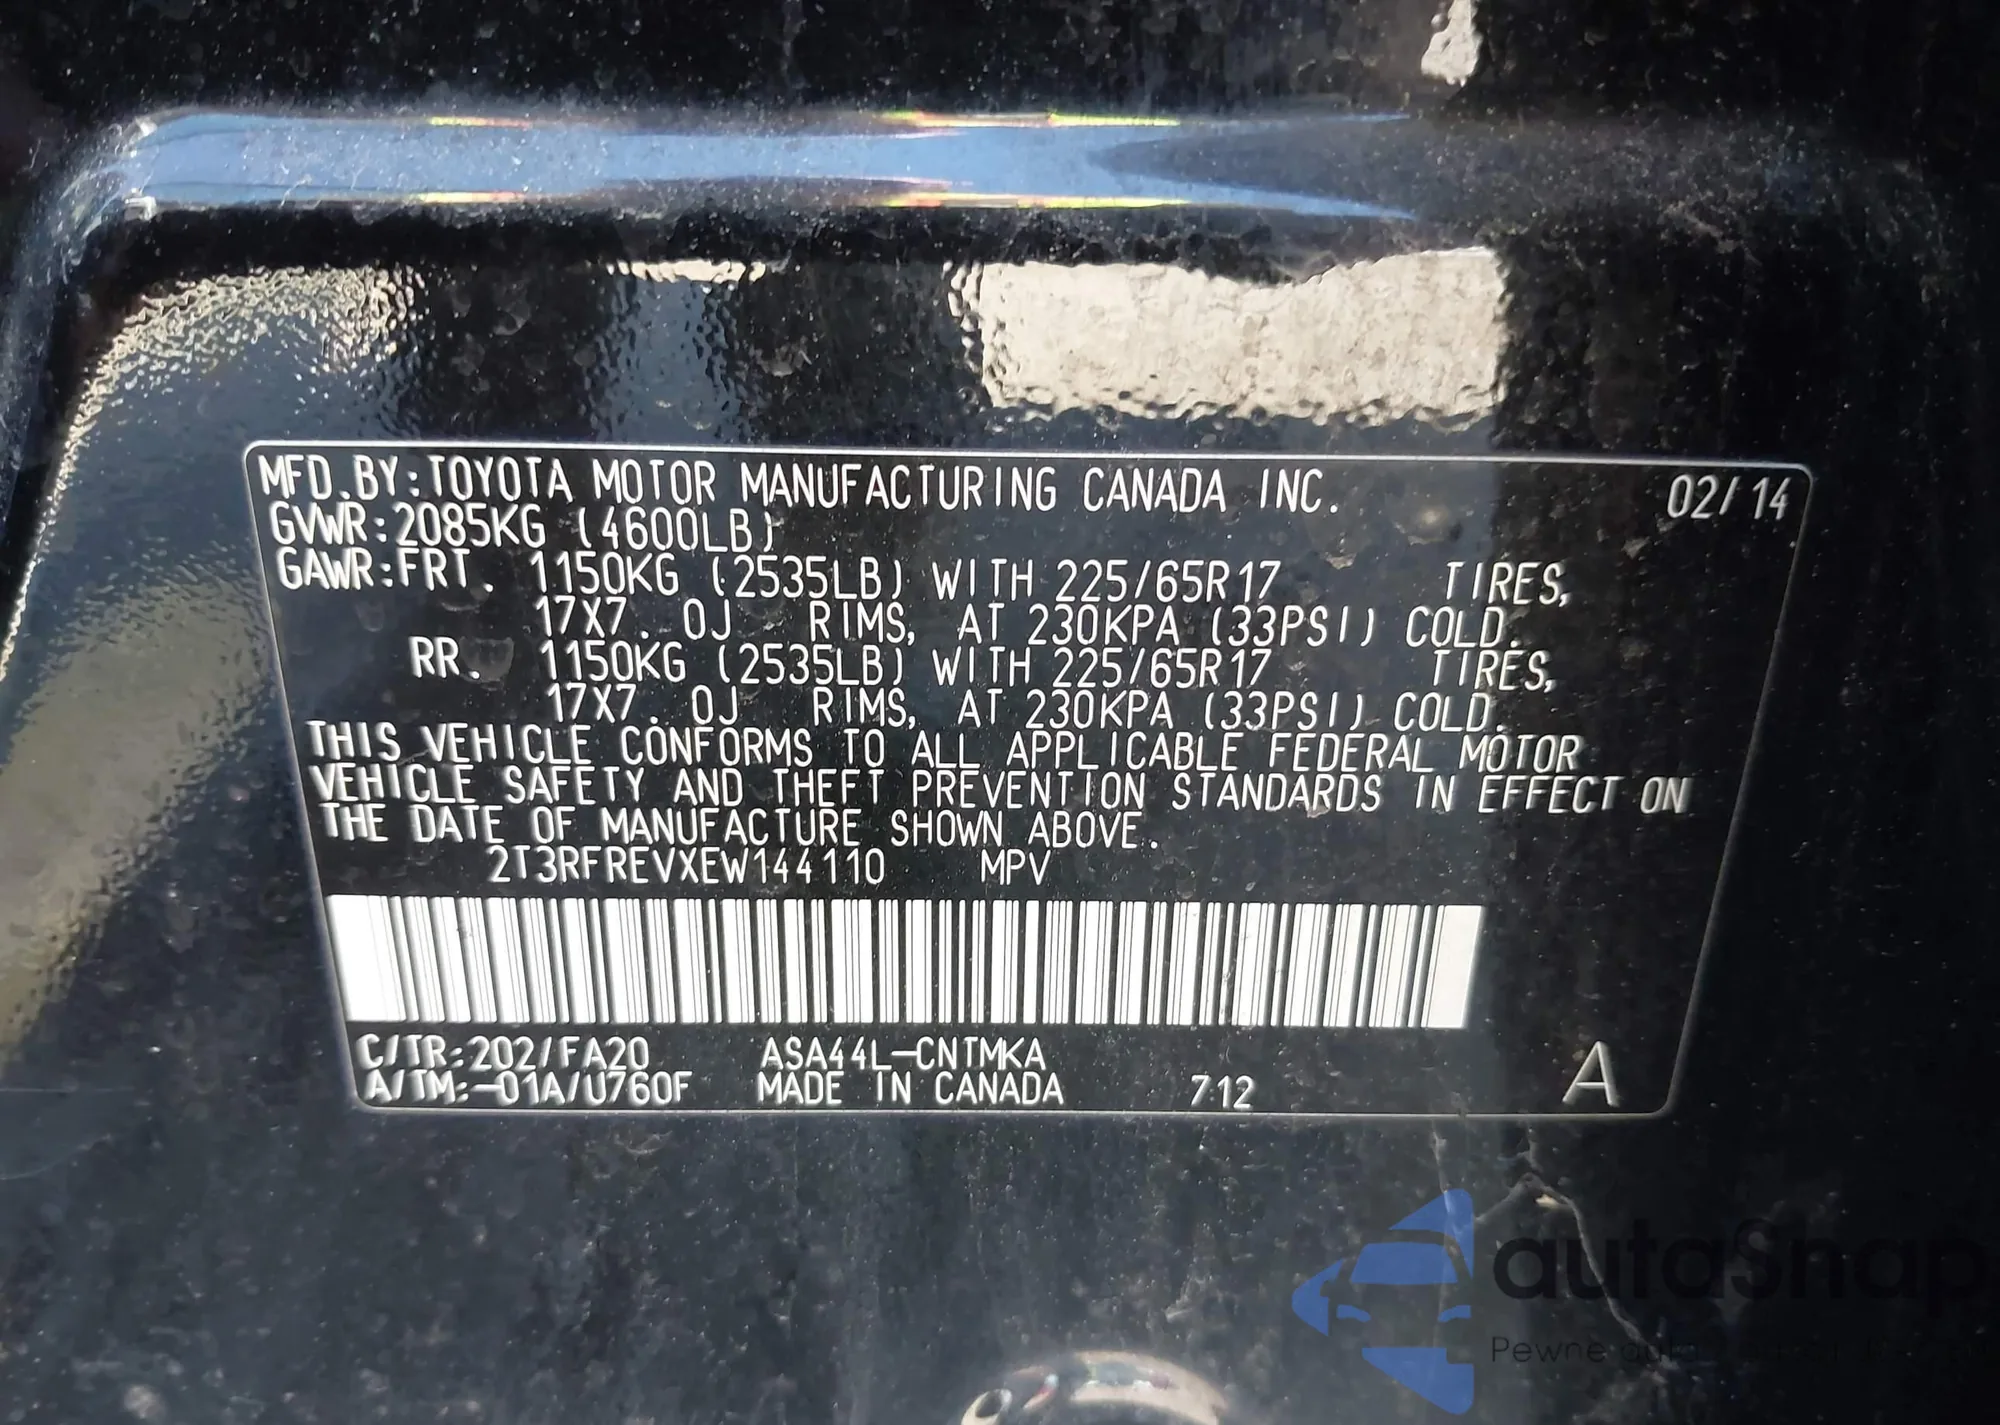 MFD.BY:TOYOTA MOTOR MANUFACTURING CANADA INC. 02/14
GVWR:2085KG (4600LB)
GAWR:FRT. 1150KG (2535LB) WITH 225/65R17 TIRES,
17X7.0J RIMS, AT 230KPA (33PSI) COLD.
RR. 1150KG (2535LB) WITH 225/65R17 TIRES,
17X7.0J RIMS, AT 230KPA (33PSI) COLD.
THIS VEHICLE CONFORMS TO ALL APPLICABLE FEDERAL MOTOR
VEHICLE SAFETY AND THEFT PREVENTION STANDARDS IN EFFECT ON
THE DATE OF MANUFACTURE SHOWN ABOVE.
2T3RFREVXEW144110 MPV
C/TR:202/FA20 ASA44L-CNTMKA
A/TM:-01A/U760F MADE IN CANADA 712 A
autoSnap
Pewne auta